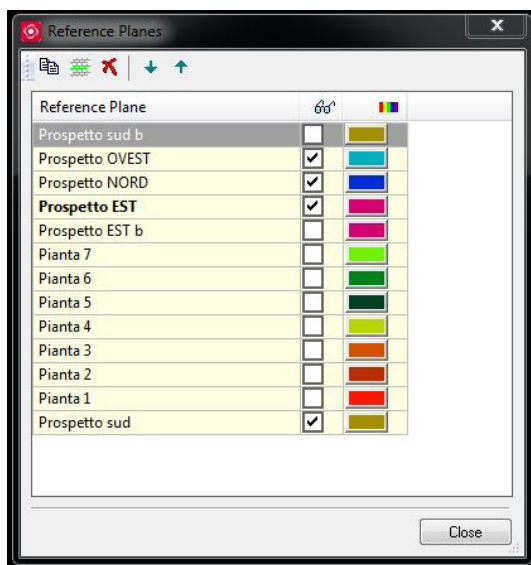 Reference Planes
Reference Plane
Prospetto sud b
Prospetto OVEST
Prospetto NORD
Prospetto EST
Prospetto EST b
Pianta 7
Pianta 6
Pianta 5
Pianta 4
Pianta 3
Pianta 2
Pianta 1
Prospetto sud
Close